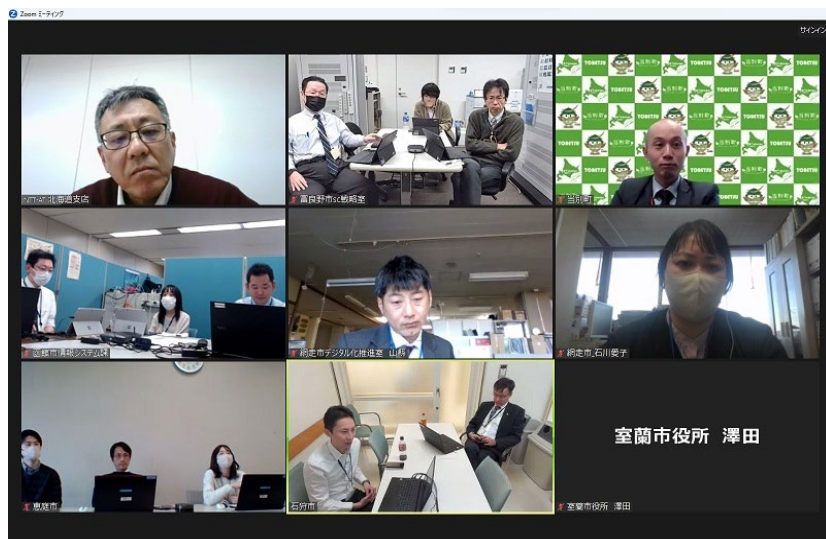 Zoom ミーティング
サインイン
TOBETSU
NTT-AT 北海道支店
富良野市sc戦略室
当別町
函館市情報システム課
網走市デジタル化推進室 山縣
網走市_石川愛子
恵庭市
石狩市
室蘭市役所 澤田
室蘭市役所 澤田